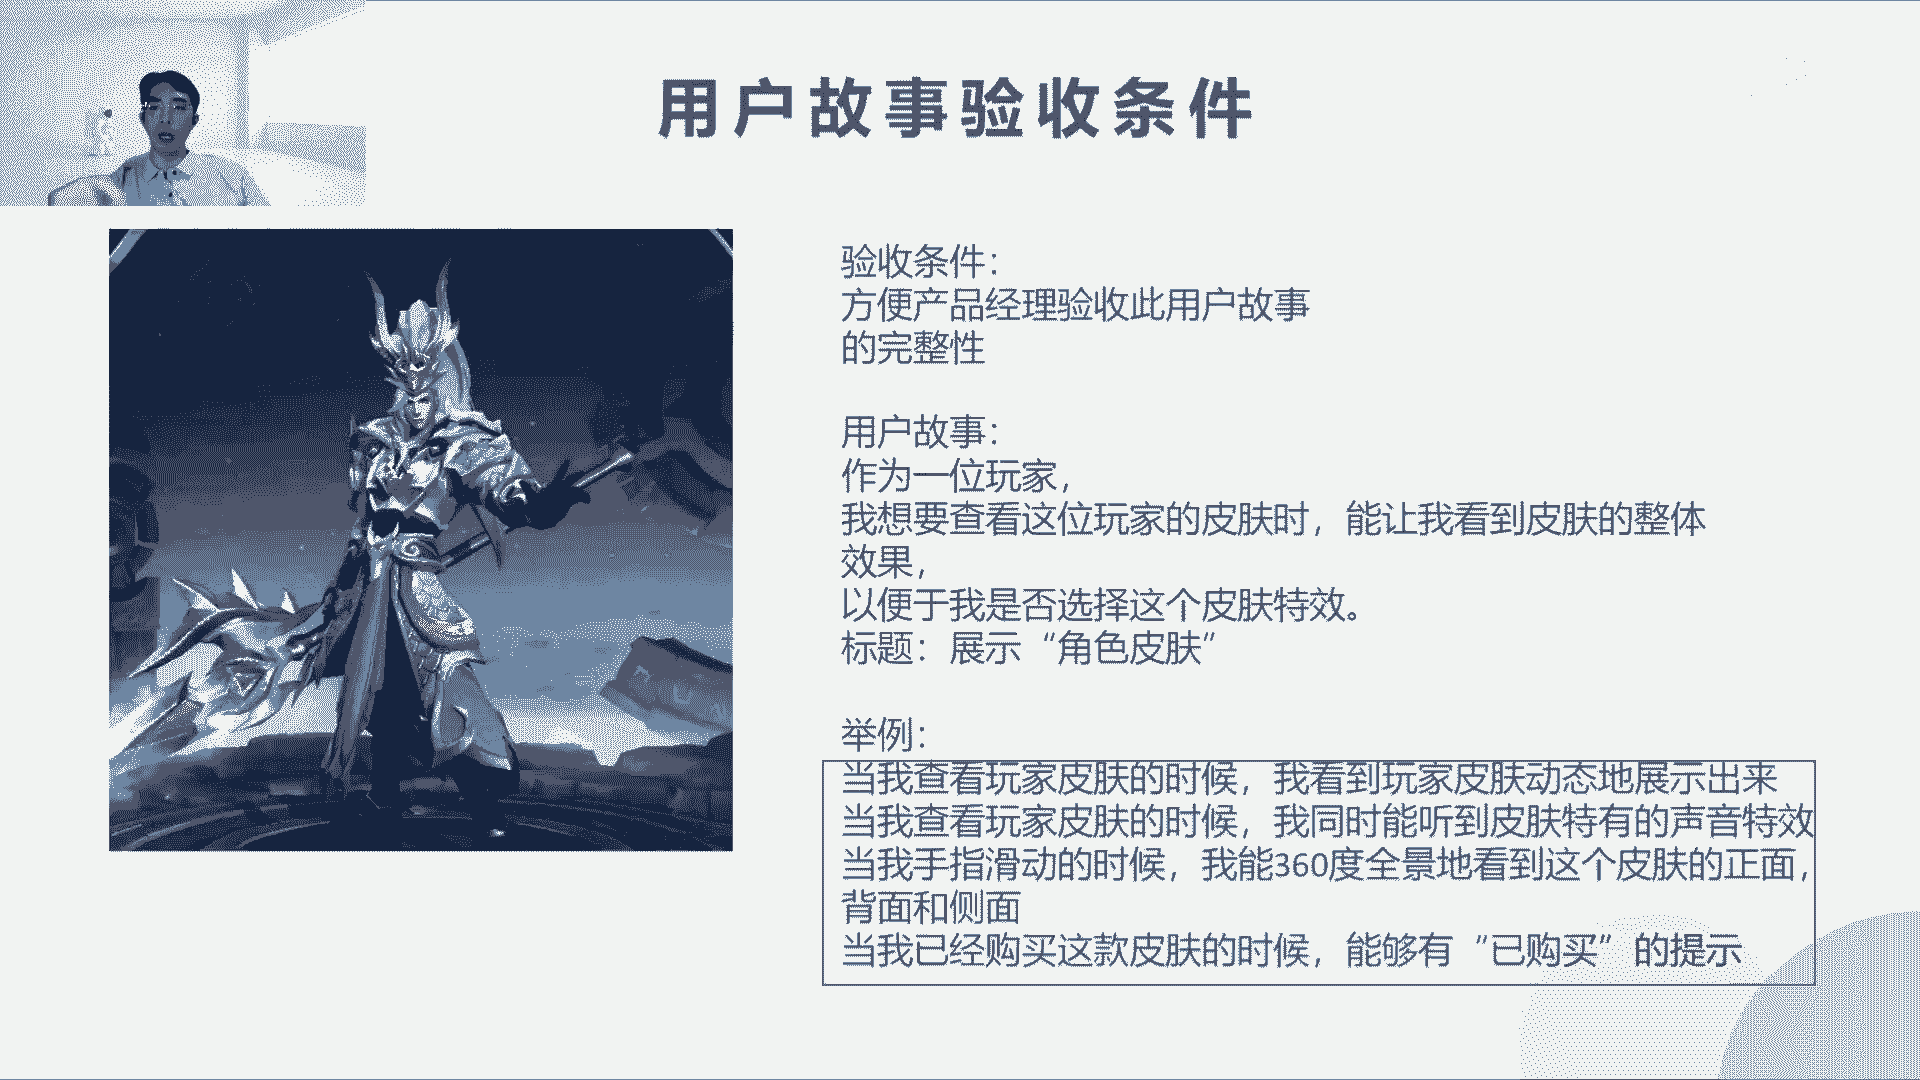 用户故事验收条件
验收条件：
方便产品经理验收此用户故事
的完整性
用户故事：
作为一位玩家，
我想要查看这位玩家的皮肤时，能让我看到皮肤的整体
效果，
以便于我是否选择这个皮肤特效。
标题：展示“角色皮肤”
举例：
当我查看玩家皮肤的时候，我看到玩家皮肤动态地展示出来
当我查看玩家皮肤的时候，我同时能听到皮肤特有的声音特效
当我手指滑动的时候，我能360度全景地看到这个皮肤的正面，
背面和侧面
当我已经购买这款皮肤的时候，能够有“已购买”的提示